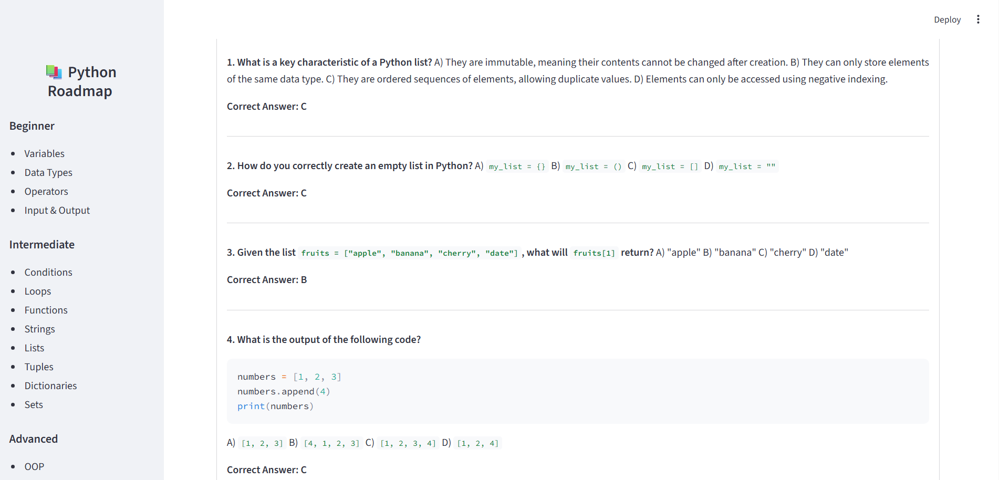 Deploy
Python
Roadmap
Beginner
Variables
Data Types
Operators
Input & Output
Intermediate
Conditions
Loops
Functions
Strings
Lists
Tuples
Dictionaries
Sets
Advanced
OOP
1. What is a key characteristic of a Python list? A) They are immutable, meaning their contents cannot be changed after creation. B) They can only store elements
of the same data type. C) They are ordered sequences of elements, allowing duplicate values. D) Elements can only be accessed using negative indexing.
Correct Answer: C
2. How do you correctly create an empty list in Python? A) my_list = {} B) my_list = () C) my_list = [] D) my_list = ""
Correct Answer: C
3. Given the list fruits = ["apple", "banana", "cherry", "date"] , what will fruits[1] return? A) "apple" B) "banana" C) "cherry" D) "date"
Correct Answer: B
4. What is the output of the following code?
numbers = [1, 2, 3]
numbers.append(4)
print(numbers)
A) [1, 2, 3] B) [4, 1, 2, 3] C) [1, 2, 3, 4] D) [1, 2, 4]
Correct Answer: C